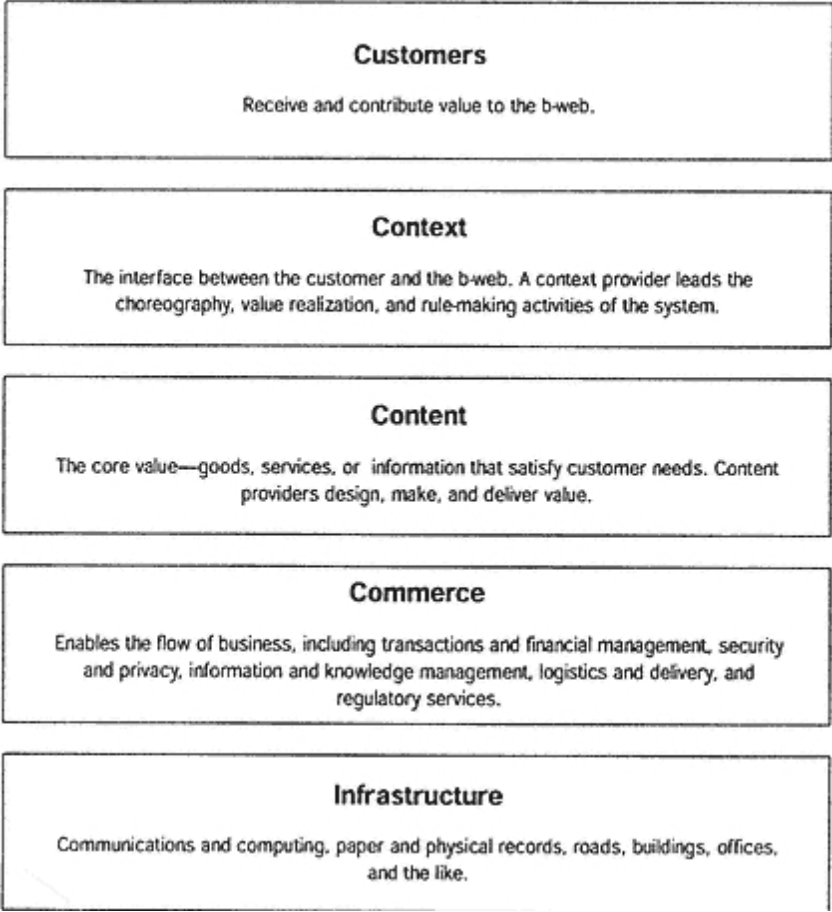 Customers
Receive and contribute value to the b-web.
Context
The interface between the customer and the b-web. A context provider leads the
choreography, value realization, and rule-making activities of the system.
Content
The core value—goods, services, or information that satisfy customer needs. Content
providers design, make, and deliver value.
Commerce
Enables the flow of business, including transactions and financial management, security
and privacy, information and knowledge management, logistics and delivery, and
regulatory services.
Infrastructure
Communications and computing, paper and physical records, roads, buildings, offices,
and the like.